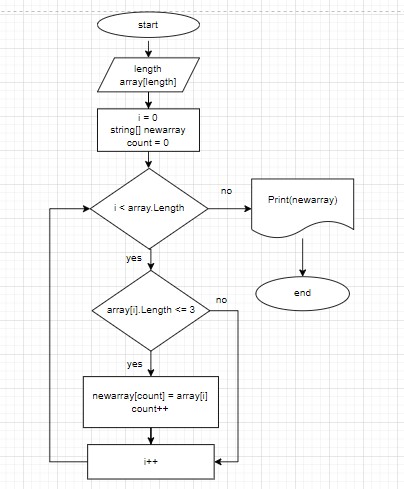 start
length
array[length]
i = 0
string[] newarray
count = 0
i < array.Length
no
Print(newarray)
yes
end
array[i].Length <= 3
no
yes
newarray[count] = array[i]
count++
i++